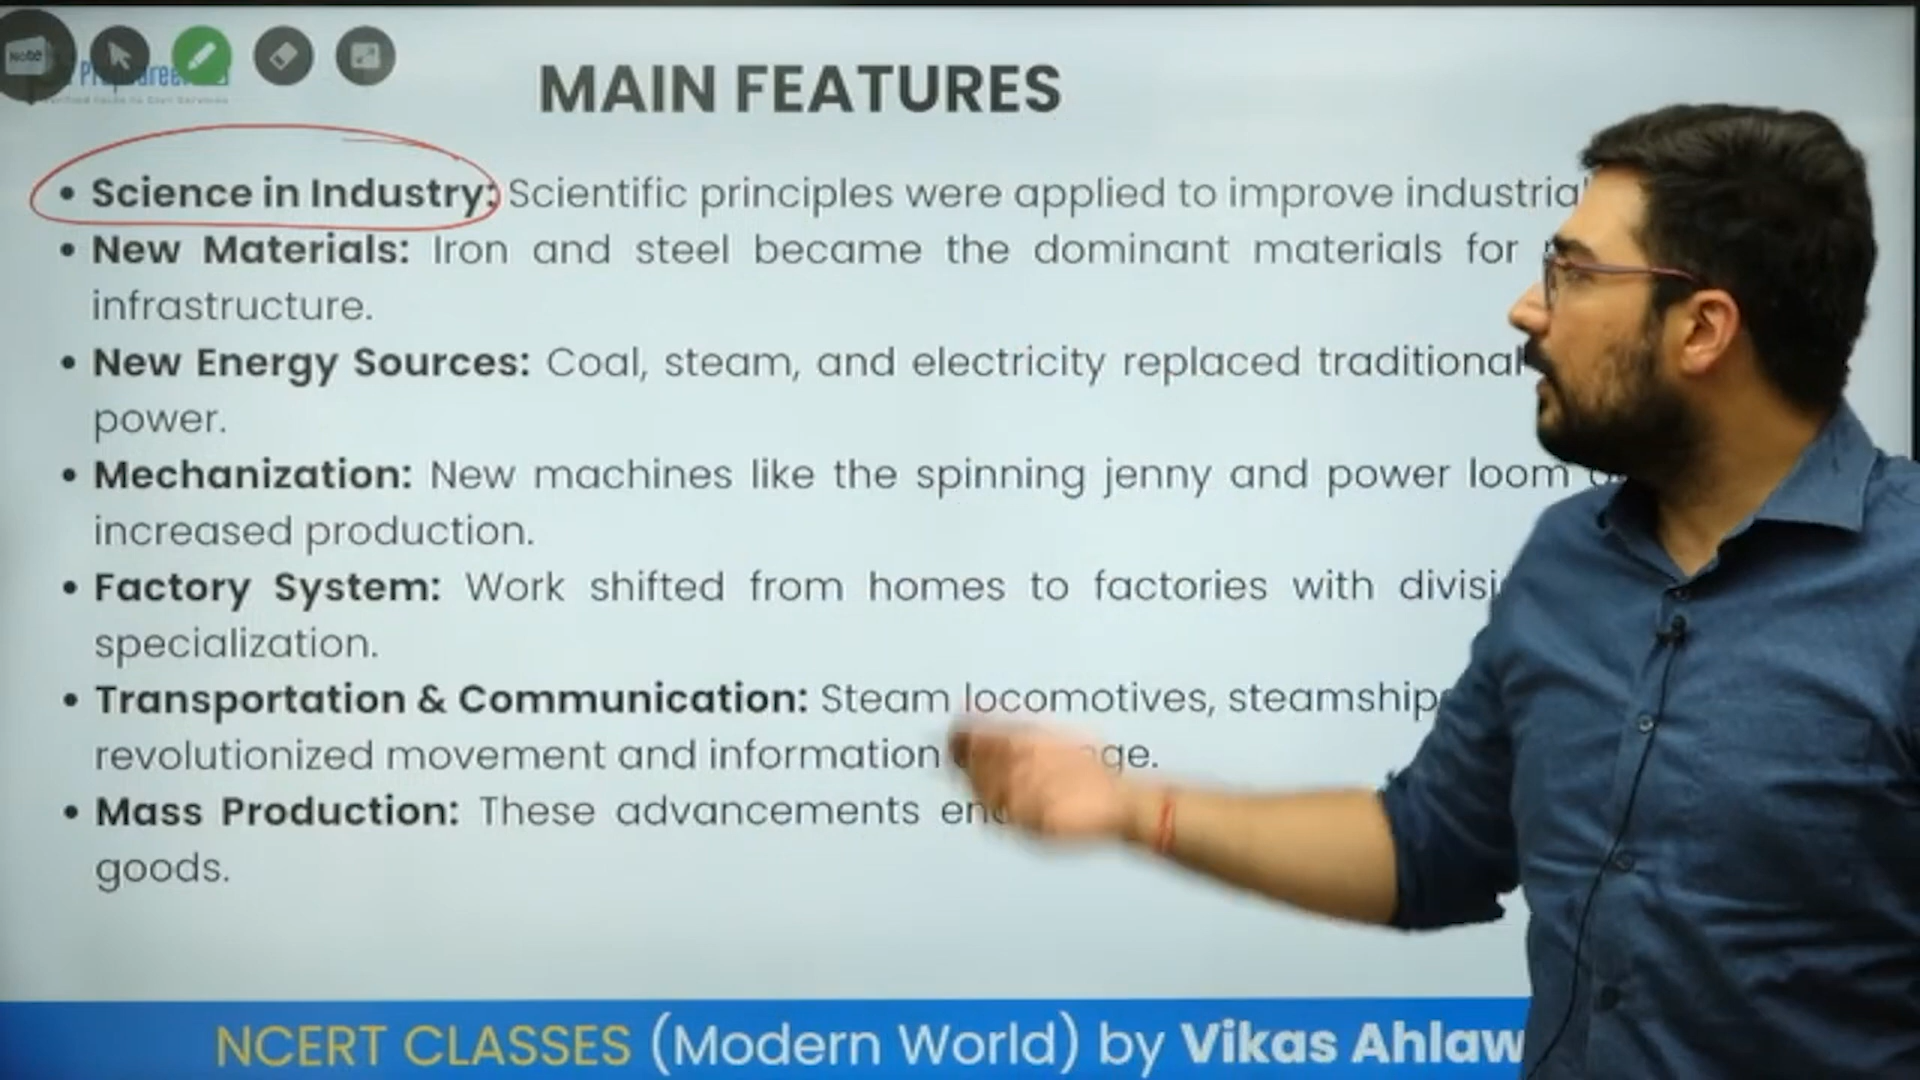 Note
MAIN FEATURES
• Science in Industry: Scientific principles were applied to improve industrial
• New Materials: Iron and steel became the dominant materials for
infrastructure.
• New Energy Sources: Coal, steam, and electricity replaced traditional
power.
• Mechanization: New machines like the spinning jenny and power loom
increased production.
• Factory System: Work shifted from homes to factories with
specialization.
• Transportation & Communication: Steam locomotives, steamship
revolutionized movement and information
• Mass Production: These advancements
goods.
NCERT CLASSES (Modern World) by Vikas Ahlaw